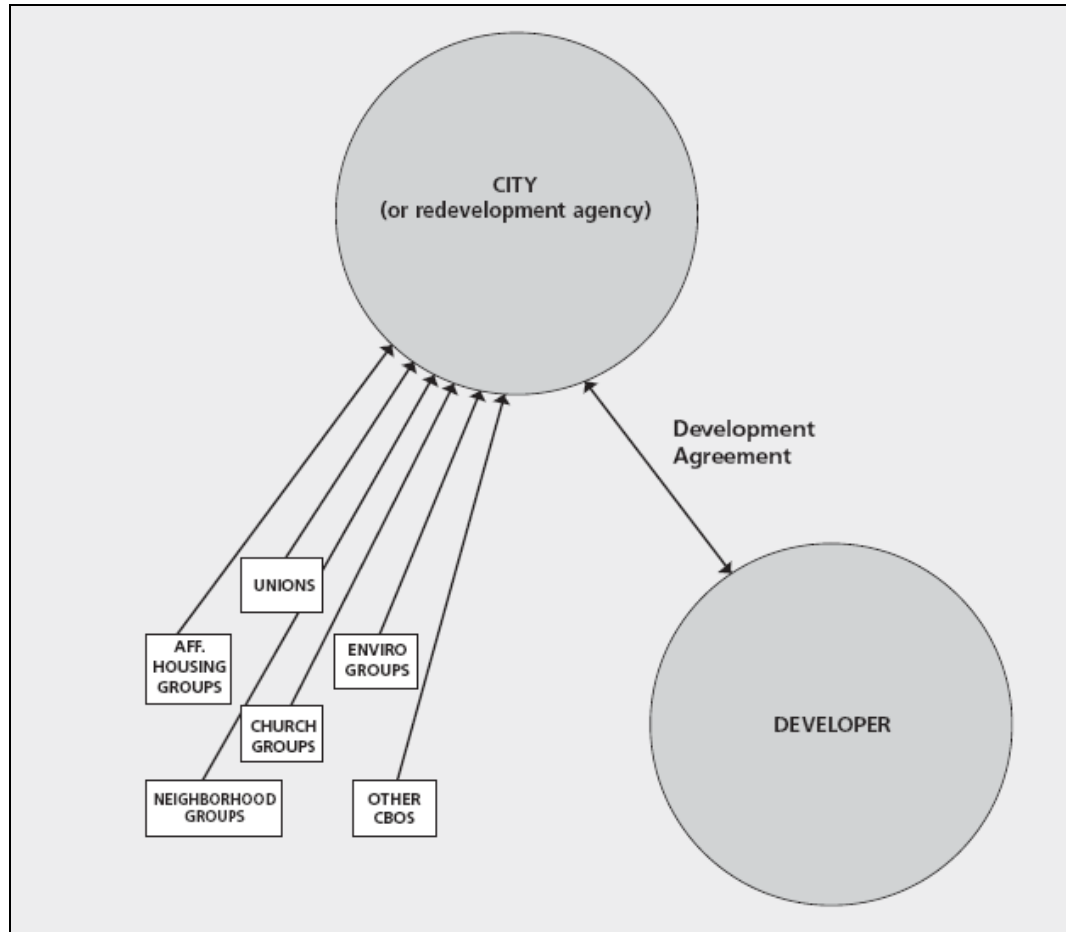 CITY
(or redevelopment agency)
Development
Agreement
UNIONS
AFF.
HOUSING
GROUPS
ENVIRO
GROUPS
CHURCH
GROUPS
DEVELOPER
NEIGHBORHOOD
GROUPS
OTHER
CBOS